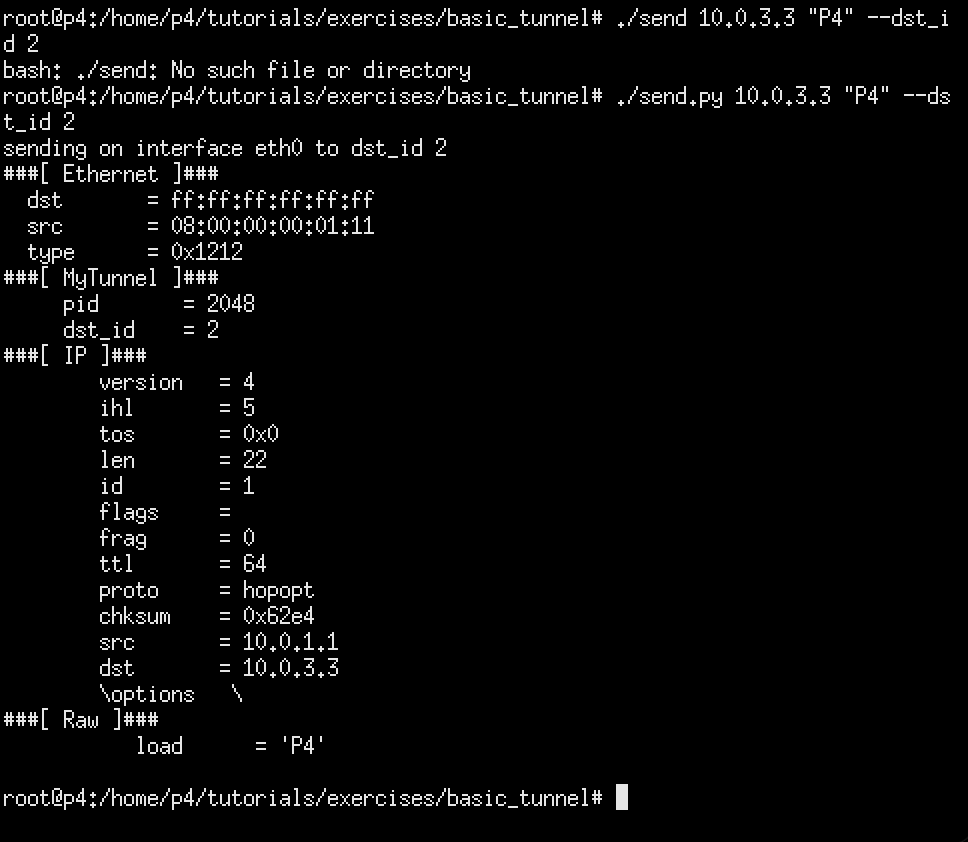 root@p4:/home/p4/tutorials/exercises/basic_tunnel# ./send 10.0.3.3 "P4" --dst_i
d 2
bash: ./send: No such file or directory
root@p4:/home/p4/tutorials/exercises/basic_tunnel# ./send.py 10.0.3.3 "P4" --ds
t_id 2
sending on interface eth0 to dst_id 2
###[ Ethernet ]###
  dst       = ff:ff:ff:ff:ff:ff
  src       = 08:00:00:00:01:11
  type      = 0x1212
###[ MyTunnel ]###
     pid       = 2048
     dst_id    = 2
###[ IP ]###
        version   = 4
        ihl       = 5
        tos       = 0x0
        len       = 22
        id        = 1
        flags     =
        frag      = 0
        ttl       = 64
        proto     = hopopt
        chksum    = 0x62e4
        src       = 10.0.1.1
        dst       = 10.0.3.3
        \options   \
###[ Raw ]###
           load      = 'P4'

root@p4:/home/p4/tutorials/exercises/basic_tunnel#